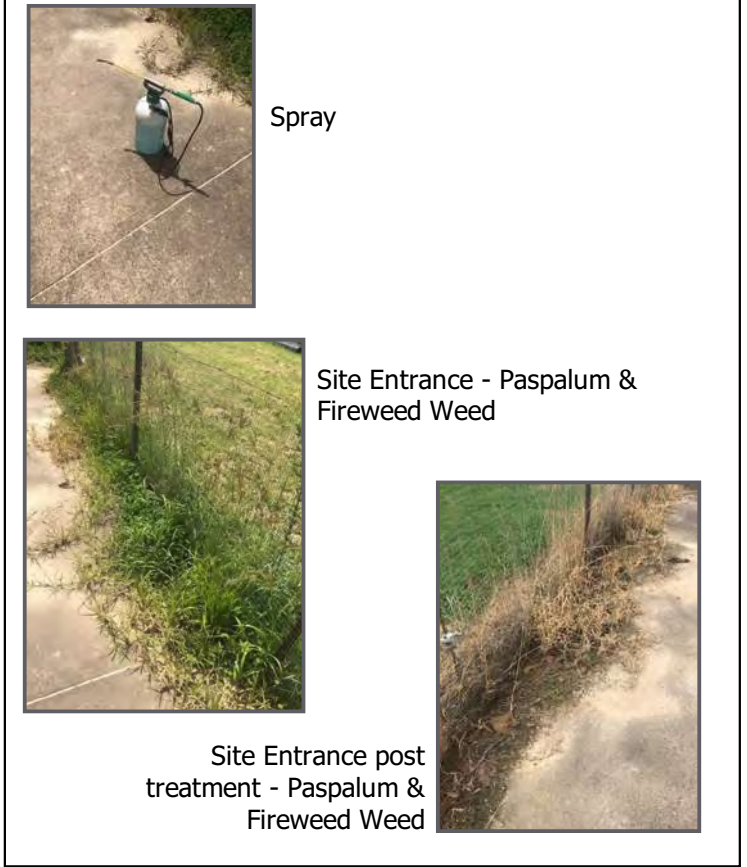 Spray
Site Entrance - Paspalum &
Fireweed Weed
Site Entrance post
treatment - Paspalum &
Fireweed Weed